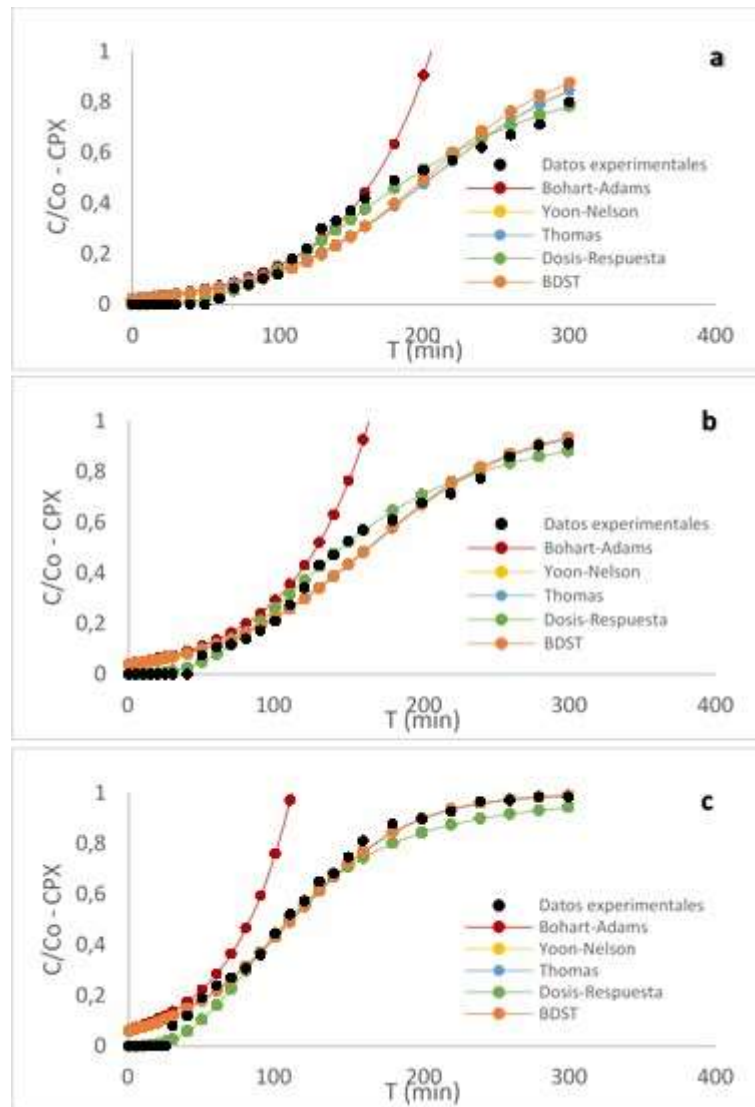 a
C/Co - CPX
1
0,8
0,6
0,4
0,2
0
Datos experimentales
Bohart-Adams
Yoon-Nelson
Thomas
Dosis-Respuesta
BDST
0 100 200 300 400
T (min)
b
C/Co - CPX
1
0,8
0,6
0,4
0,2
0
Datos experimentales
Bohart-Adams
Yoon-Nelson
Thomas
Dosis-Respuesta
BDST
0 100 200 300 400
T (min)
c
C/Co - CPX
1
0,8
0,6
0,4
0,2
0
Datos experimentales
Bohart-Adams
Yoon-Nelson
Thomas
Dosis-Respuesta
BDST
0 100 200 300 400
T (min)